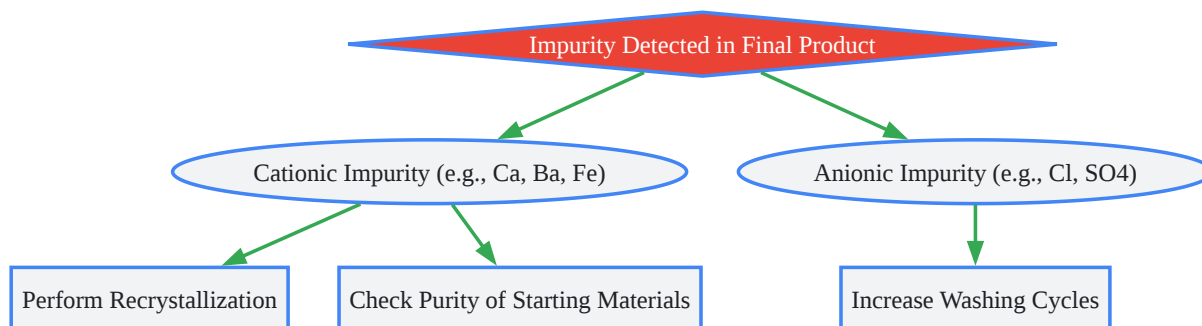 Impurity Detected in Final Product
Cationic Impurity (e.g., Ca, Ba, Fe)
Anionic Impurity (e.g., Cl, SO4)
Perform Recrystallization
Check Purity of Starting Materials
Increase Washing Cycles